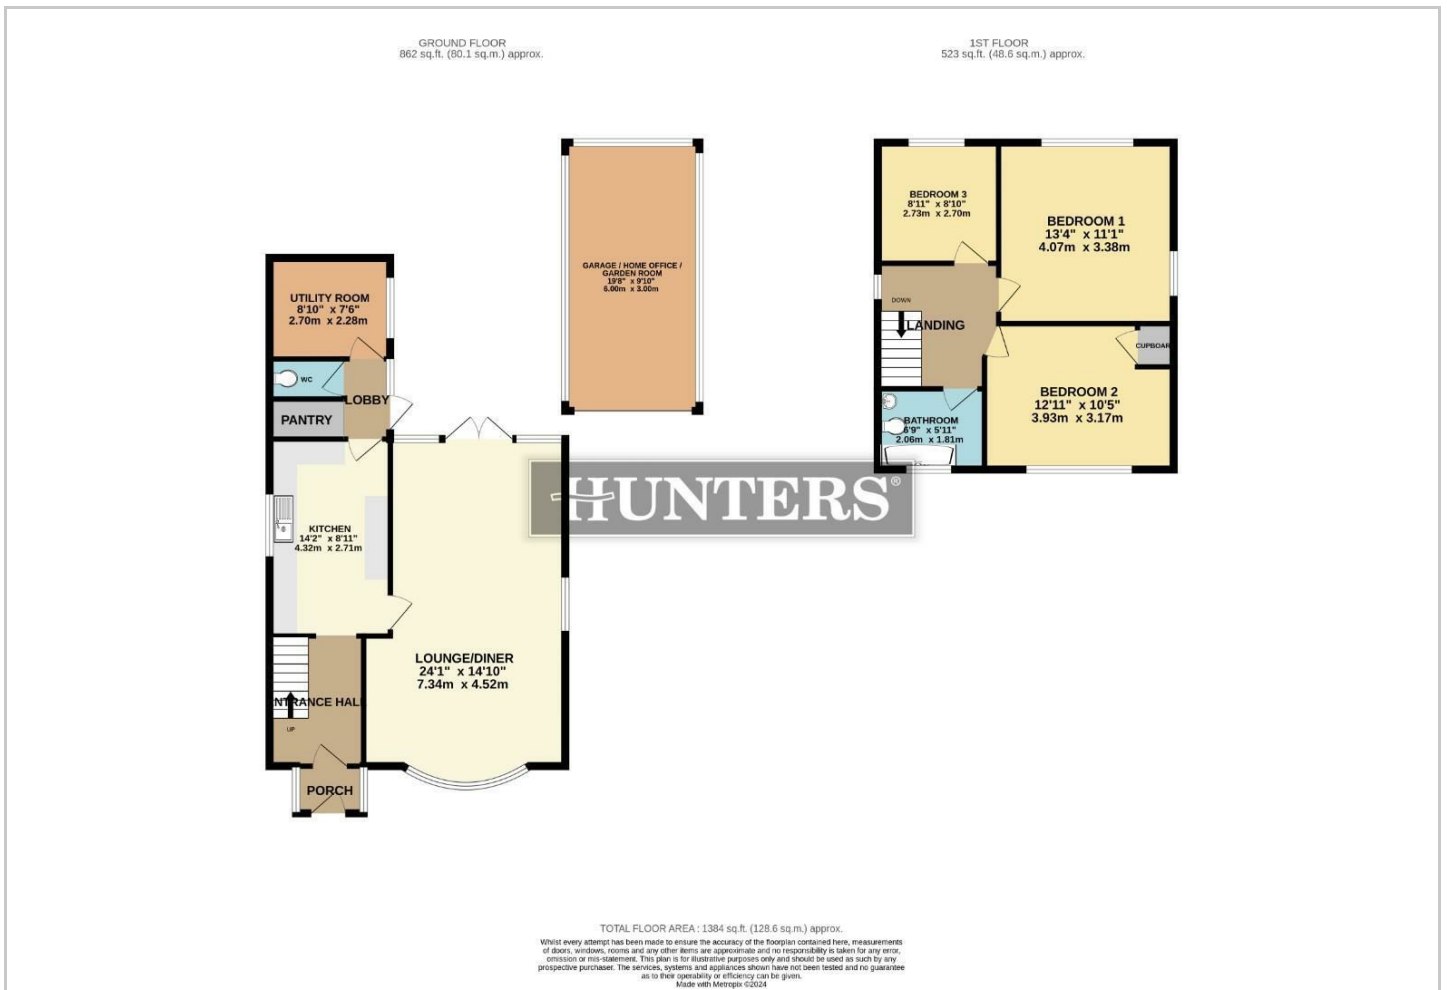 GROUND FLOOR
862 sq.ft. (80.1 sq.m.) approx.
1ST FLOOR
523 sq.ft. (48.6 sq.m.) approx.
UTILITY ROOM
8'10" x 7'6"
2.70m x 2.28m
WC
LOBBY
PANTRY
KITCHEN
14'2" x 8'11"
4.32m x 2.71m
LOUNGE/DINER
24'1" x 14'10"
7.34m x 4.52m
NTRANCE HAL
UP
PORCH
GARAGE / HOME OFFICE /
GARDEN ROOM
19'8" x 9'10"
6.00m x 3.00m
BEDROOM 3
8'11" x 8'10"
2.73m x 2.70m
BEDROOM 1
13'4" x 11'1"
4.07m x 3.38m
DOWN
LANDING
CUPBOAR
BEDROOM 2
12'11" x 10'5"
3.93m x 3.17m
BATHROOM
6'9" x 5'11"
2.06m x 1.81m
HUNTERS®
TOTAL FLOOR AREA : 1384 sq.ft. (128.6 sq.m.) approx.
Whilst every attempt has been made to ensure the accuracy of the floorplan contained here, measurements
of doors, windows, rooms and any other items are approximate and no responsibility is taken for any error,
omission or mis-statement. This plan is for illustrative purposes only and should be used as such by any
prospective purchaser. The services, systems and appliances shown have not been tested and no guarantee
as to their operability or efficiency can be given.
Made with Metropix ©2024